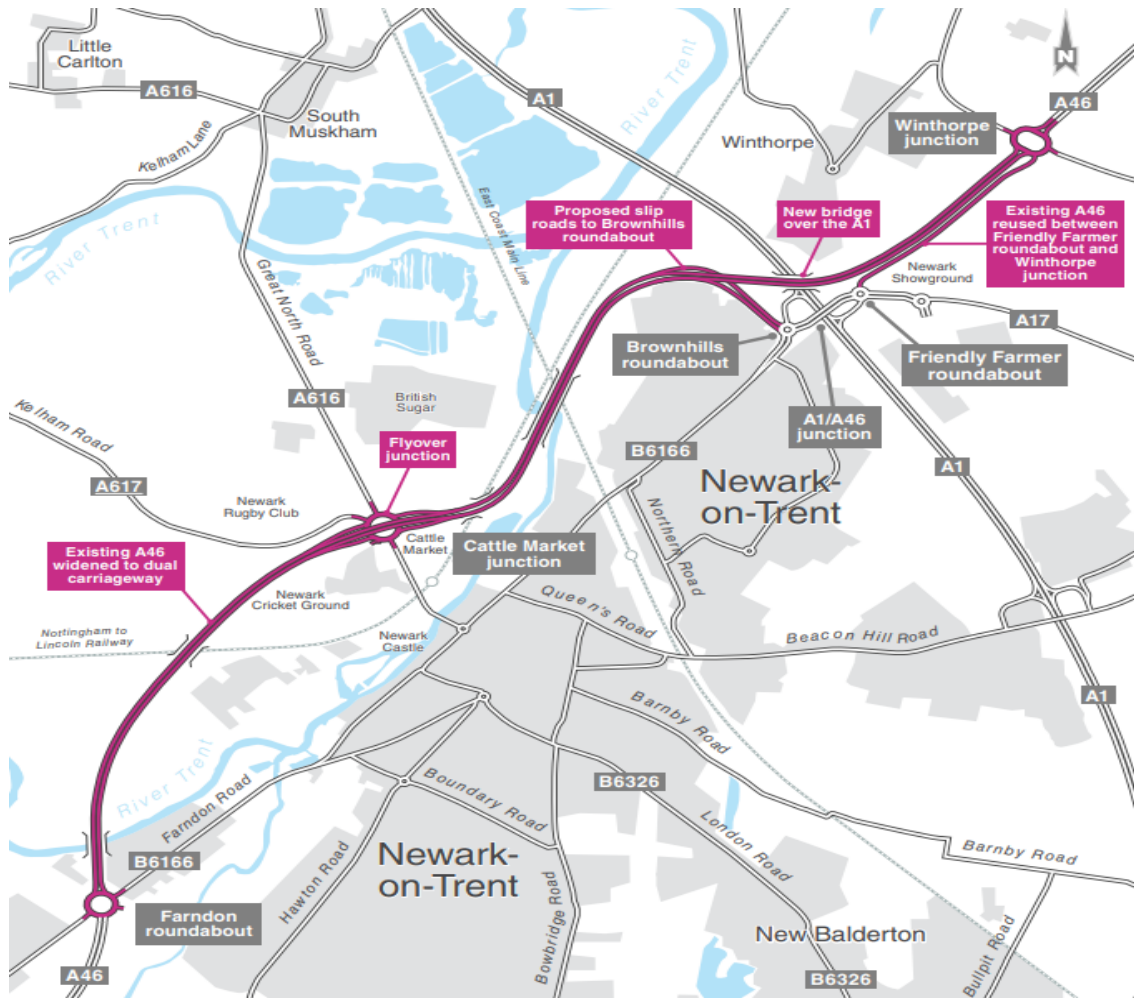 Little
Carlton
A616
South
Muskham
Kelham Lane
River Trent
A1
River Trent
N
A46
Winthorpe
junction
Winthorpe
East Coast Main Line
Proposed slip
roads to Brownhills
roundabout
New bridge
over the A1
Existing A46
reused between
Friendly Farmer
roundabout and
Winthorpe
junction
Great North Road
Newark
Showground
A17
Brownhills
roundabout
Friendly Farmer
roundabout
A616
British
Sugar
A1/A46
junction
Kelham Road
Flyover
junction
B6166
A1
A617
Newark-
on-Trent
Newark
Rugby Club
Northern Road
Cattle
Market
Cattle Market
junction
Existing A46
widened to dual
carriageway
Newark
Cricket Ground
Queen's Road
Nottingham to
Lincoln Railway
Newark
Castle
Beacon Hill Road
A1
Barnby Road
River Trent
Farndon Road
Boundary Road
B6326
London Road
B6166
Newark-
on-Trent
Barnby Road
Hawton Road
Farndon
roundabout
Bowbridge Road
New Balderton
Bullpit Road
A46
B6326